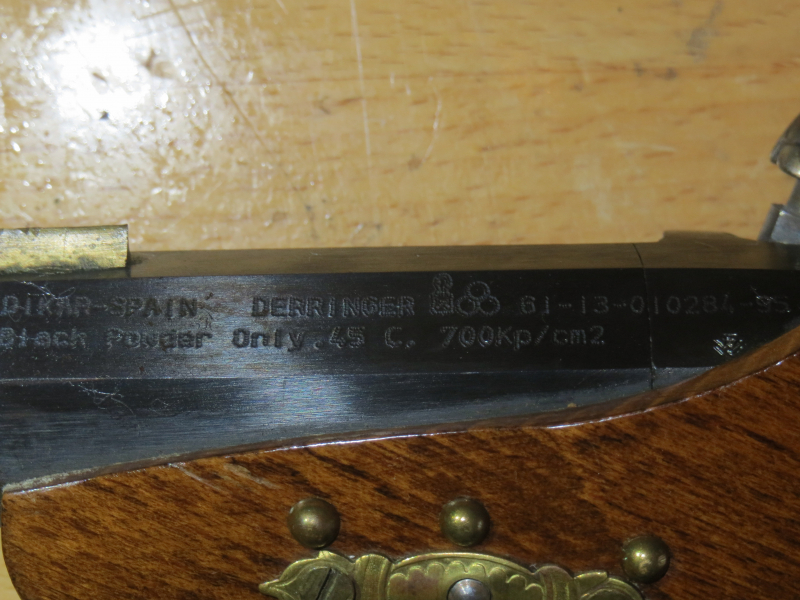 DIKAR-SPAIN DERRINGER 61-13-010284-95
Black Powder Only .45 C. 700Kp/cm2